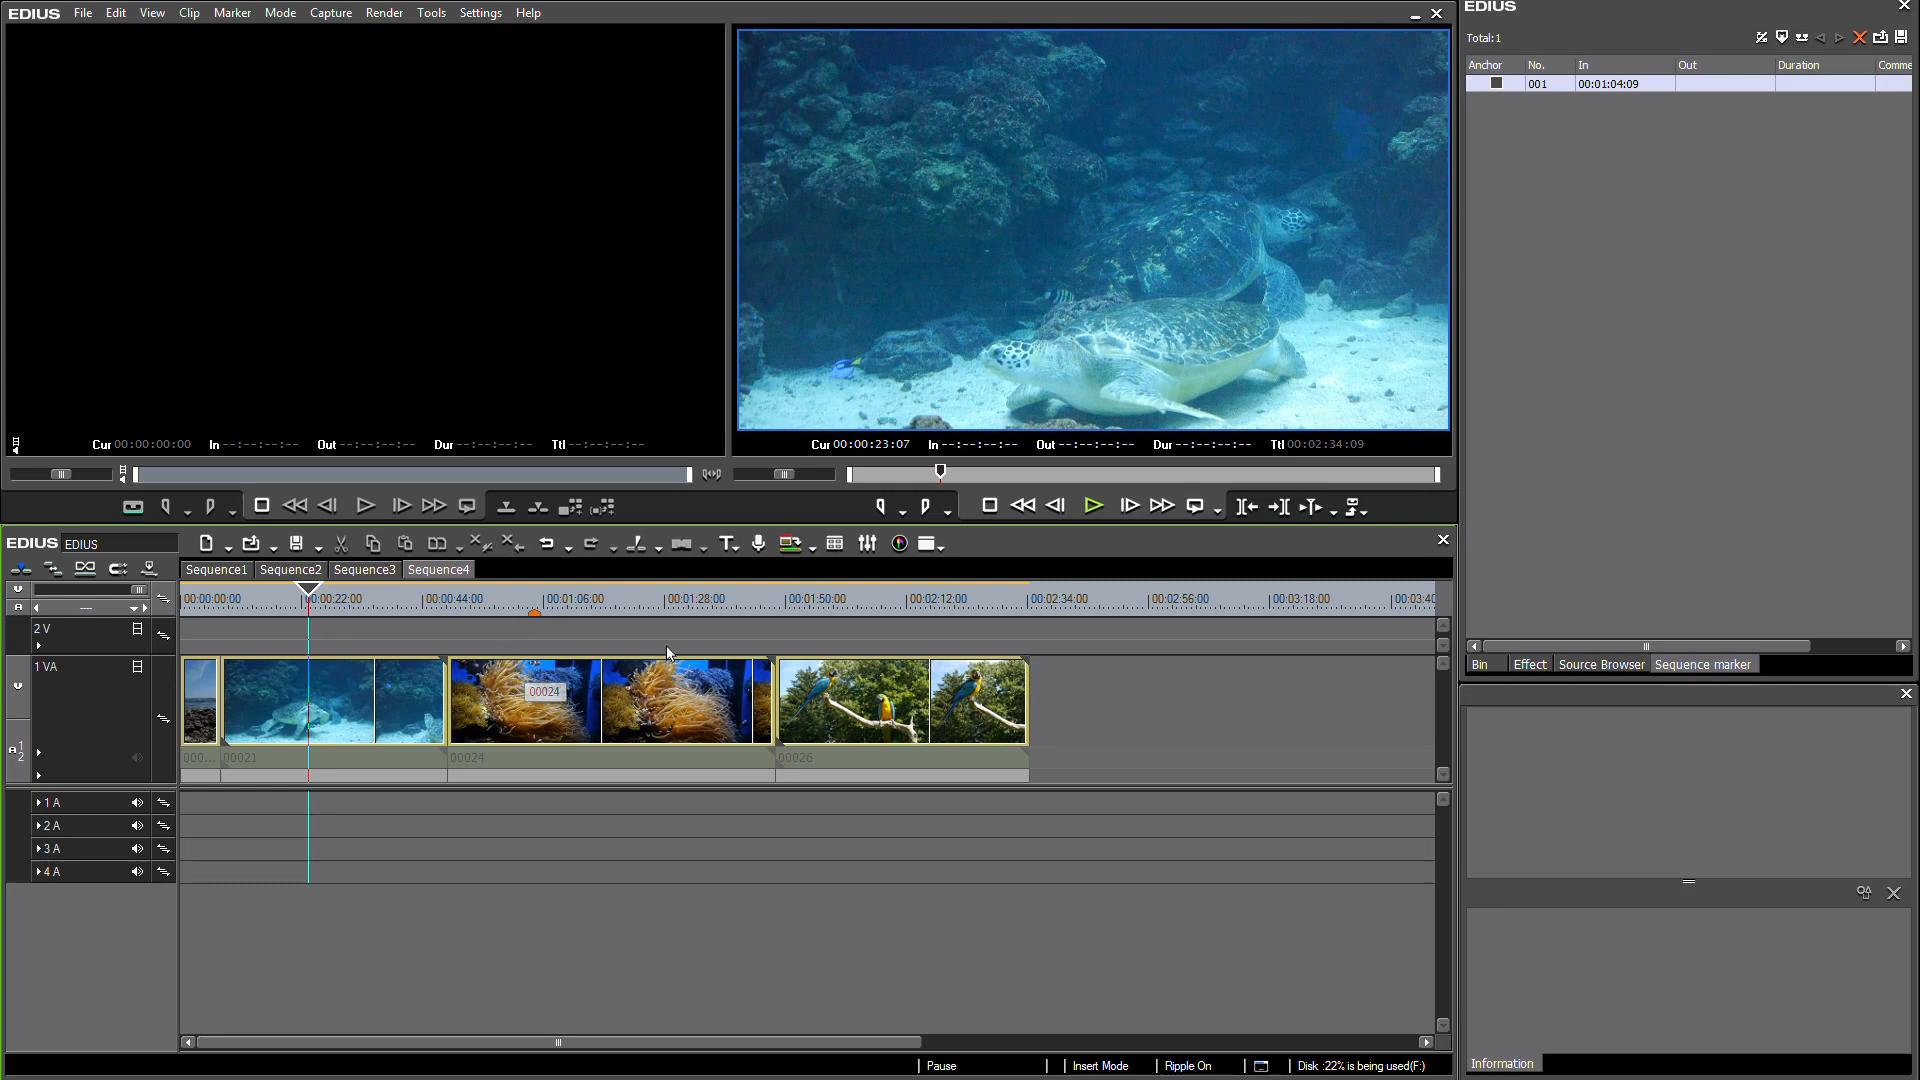 EDIUS File Edit View Clip Marker Mode Capture Render Tools Settings Help
EDIUS
Total:1
Anchor No. In Out Duration Comme
001 00:01:04:09
Cur 00:00:00:00 In --:--:--:-- Out --:--:--:-- Dur --:--:--:-- Ttl --:--:--:--
Cur 00:00:23:07 In --:--:--:-- Out --:--:--:-- Dur --:--:--:-- Ttl 00:02:34:09
EDIUS EDIUS
Sequence1 Sequence2 Sequence3 Sequence4
00:00:00:00 00:00:22:00 00:00:44:00 00:01:06:00 00:01:28:00 00:01:50:00 00:02:12:00 00:02:34:00 00:02:56:00 00:03:18:00 00:03:40
2 V
1 VA
00024
1
2
000... 00021 00024 00026
1 A
2 A
3 A
4 A
Bin Effect Source Browser Sequence marker
Information
Pause Insert Mode Ripple On Disk :22% is being used(F:)